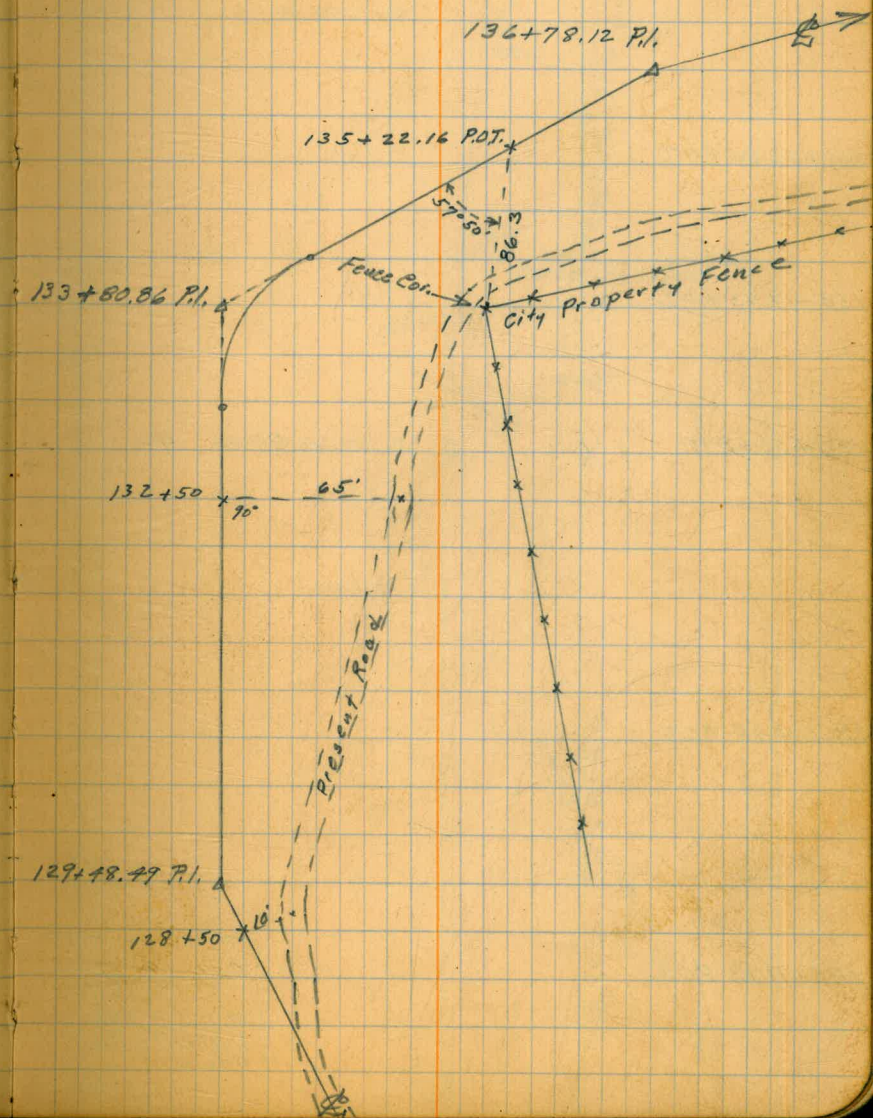 136+78.12 P.I.
℄
135+22.16 P.O.T.
57°50'
86.3
Fence Cor.
133+80.86 P.I.
City Property Fence
132+50
90°
65'
Present Road
129+48.49 P.I.
10'
128+50
℄